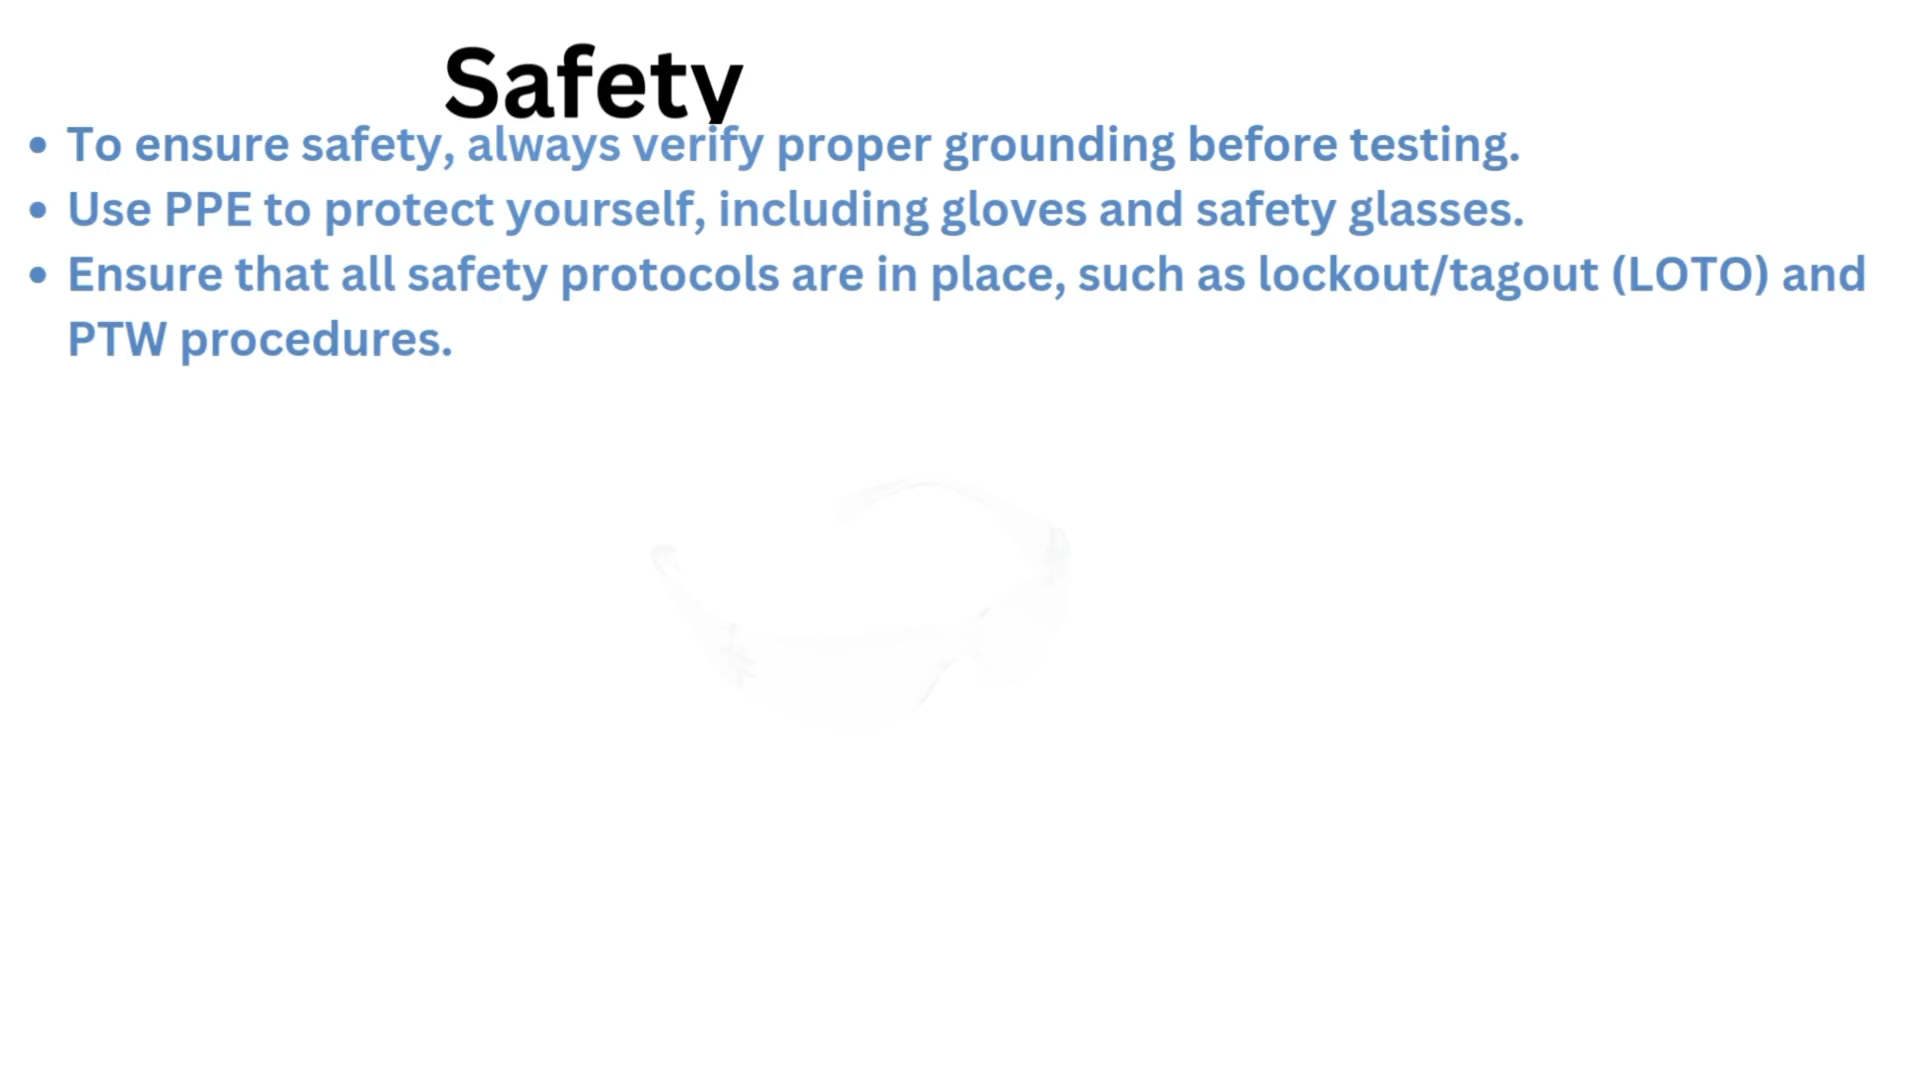 Safety
• To ensure safety, always verify proper grounding before testing.
• Use PPE to protect yourself, including gloves and safety glasses.
• Ensure that all safety protocols are in place, such as lockout/tagout (LOTO) and
PTW procedures.